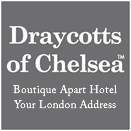 Draycotts
of Chelsea™
Boutique Apart Hotel
Your London Address